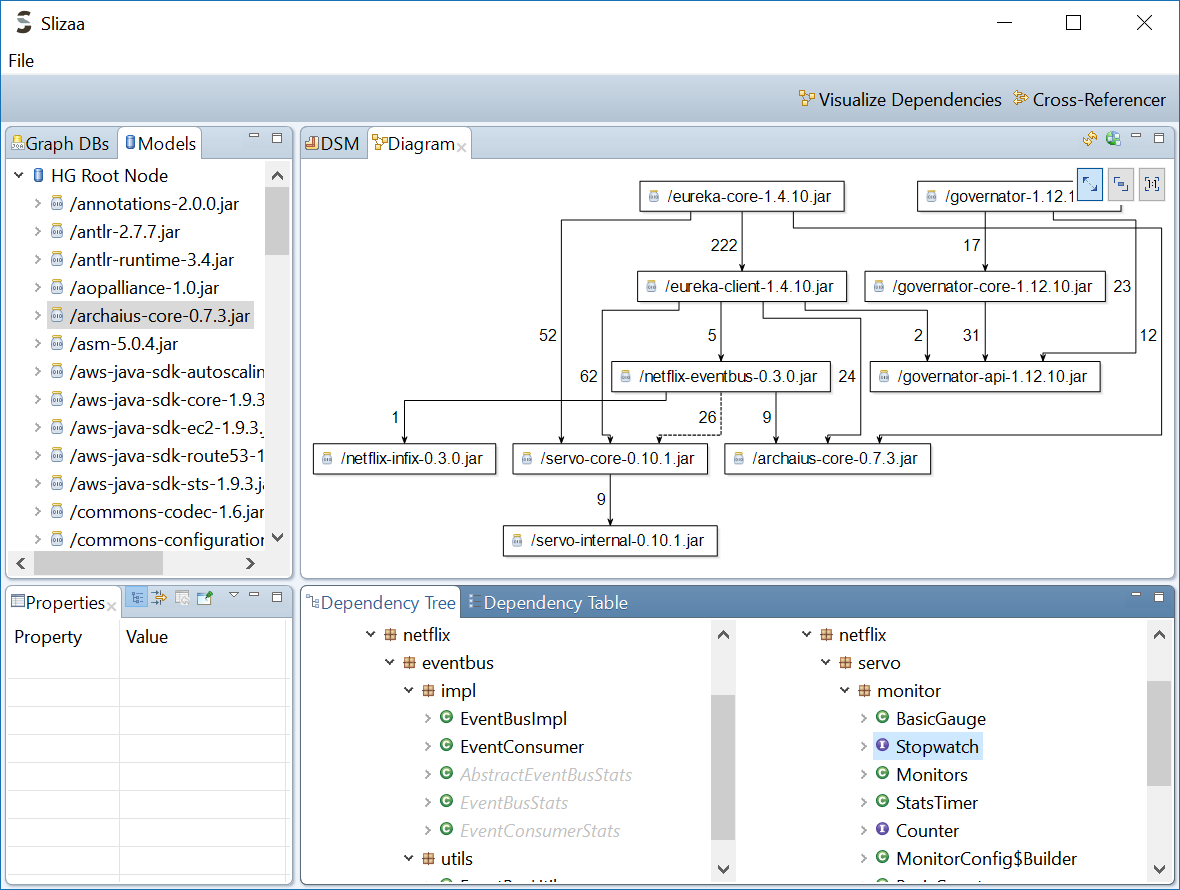 Slizaa
File
Visualize Dependencies Cross-Referencer
Graph DBs Models
HG Root Node
/annotations-2.0.0.jar
/antlr-2.7.7.jar
/antlr-runtime-3.4.jar
/aopalliance-1.0.jar
/archaius-core-0.7.3.jar
/asm-5.0.4.jar
/aws-java-sdk-autoscalin
/aws-java-sdk-core-1.9.3
/aws-java-sdk-ec2-1.9.3.
/aws-java-sdk-route53-1
/aws-java-sdk-sts-1.9.3.ja
/commons-codec-1.6.jar
/commons-configuration
DSM Diagram
/eureka-core-1.4.10.jar /governator-1.12.1
222 17
/eureka-client-1.4.10.jar /governator-core-1.12.10.jar 23
52 5 2 31 12
62 /netflix-eventbus-0.3.0.jar 24 /governator-api-1.12.10.jar
1 26 9
/netflix-infix-0.3.0.jar /servo-core-0.10.1.jar /archaius-core-0.7.3.jar
9
/servo-internal-0.10.1.jar
Properties
Property Value
Dependency Tree Dependency Table
netflix
eventbus
impl
EventBusImpl
EventConsumer
AbstractEventBusStats
EventBusStats
EventConsumerStats
utils
netflix
servo
monitor
BasicGauge
Stopwatch
Monitors
StatsTimer
Counter
MonitorConfig$Builder